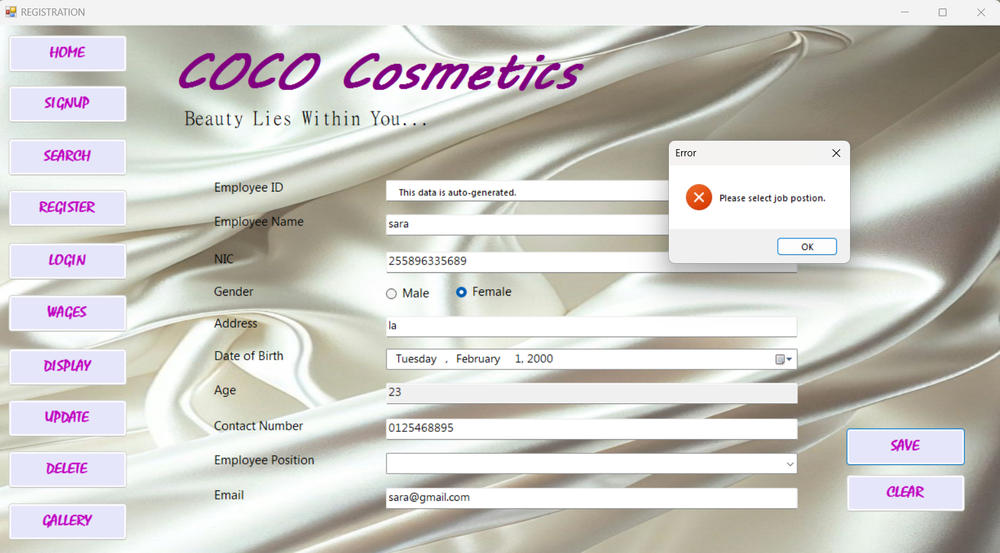 REGISTRATION
HOME
SIGNUP
SEARCH
REGISTER
LOGIN
WAGES
DISPLAY
UPDATE
DELETE
GALLERY
COCO Cosmetics
Beauty Lies Within You...
Employee ID This data is auto-generated.
Employee Name sara
NIC 255896335689
Gender Male Female
Address la
Date of Birth Tuesday , February 1, 2000
Age 23
Contact Number 0125468895
Employee Position
Email sara@gmail.com
Error
Please select job postion.
OK
SAVE
CLEAR